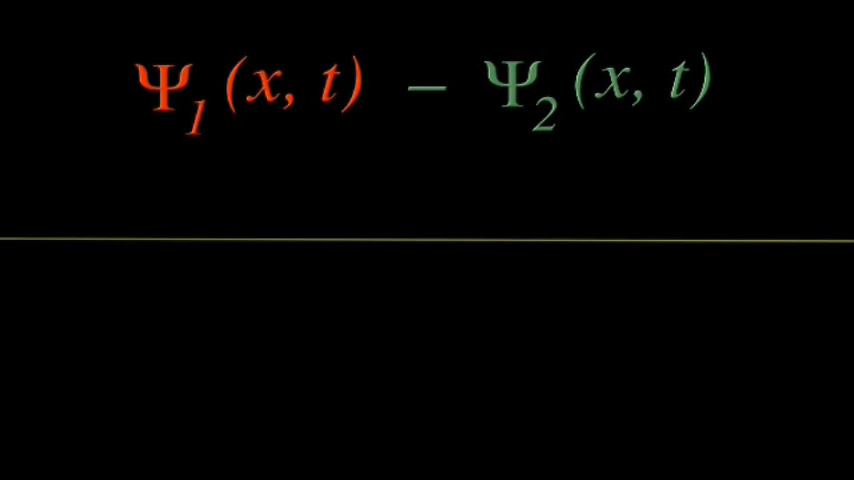 Ψ₁(x, t) – Ψ₂(x, t)